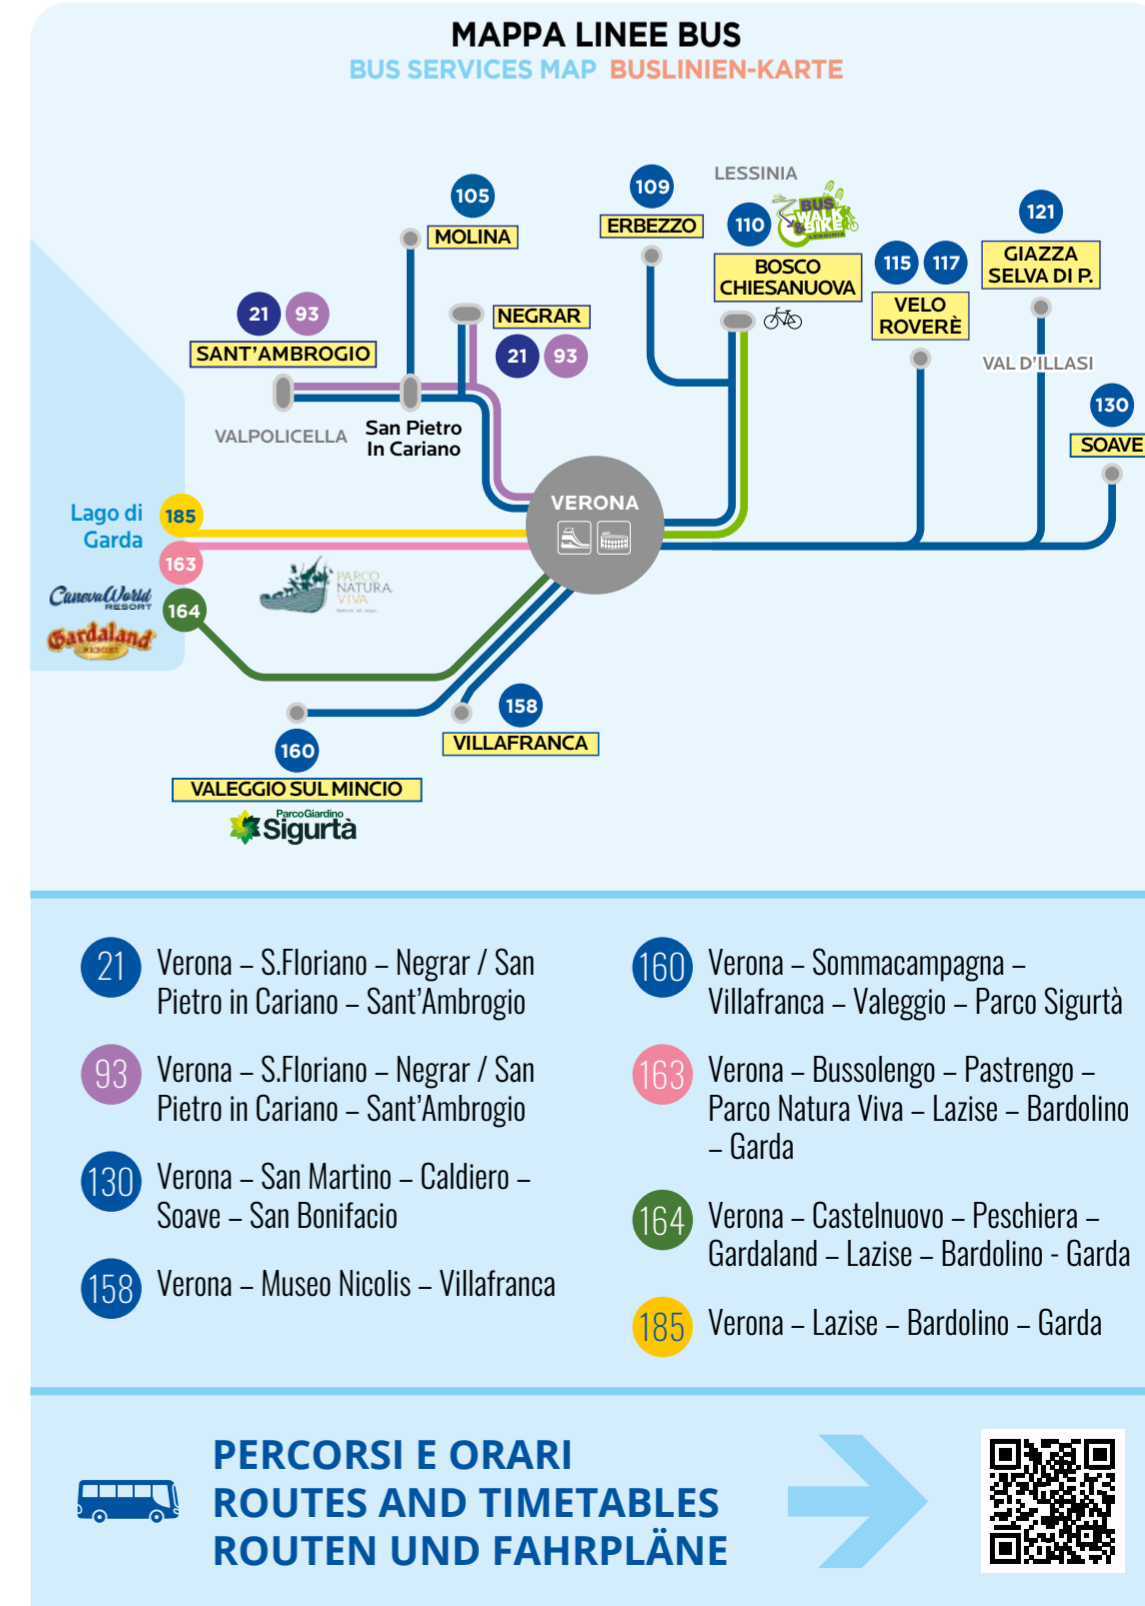 MAPPA LINEE BUS
BUS SERVICES MAP BUSLINIEN-KARTE
105
MOLINA
109
ERBEZZO
LESSINIA
110
BUS
WALK
&BIKE
LESSINIA
BOSCO
CHIESANUOVA
115 117
VELO
ROVERÈ
121
GIAZZA
SELVA DI P.
VAL D'ILLASI
130
SOAVE
21 93
SANT'AMBROGIO
NEGRAR
21 93
VALPOLICELLA
San Pietro
In Cariano
VERONA
Lago di
Garda
185
163
164
CanevaWorld
RESORT
Gardaland
RESORT
PARCO
NATURA
VIVA
158
VILLAFRANCA
160
VALEGGIO SUL MINCIO
ParcoGiardino
Sigurtà
21 Verona – S.Floriano – Negrar / San
Pietro in Cariano – Sant'Ambrogio
93 Verona – S.Floriano – Negrar / San
Pietro in Cariano – Sant'Ambrogio
130 Verona – San Martino – Caldiero –
Soave – San Bonifacio
158 Verona – Museo Nicolis – Villafranca
160 Verona – Sommacampagna –
Villafranca – Valeggio – Parco Sigurtà
163 Verona – Bussolengo – Pastrengo –
Parco Natura Viva – Lazise – Bardolino
– Garda
164 Verona – Castelnuovo – Peschiera –
Gardaland – Lazise – Bardolino - Garda
185 Verona – Lazise – Bardolino – Garda
PERCORSI E ORARI
ROUTES AND TIMETABLES
ROUTEN UND FAHRPLÄNE